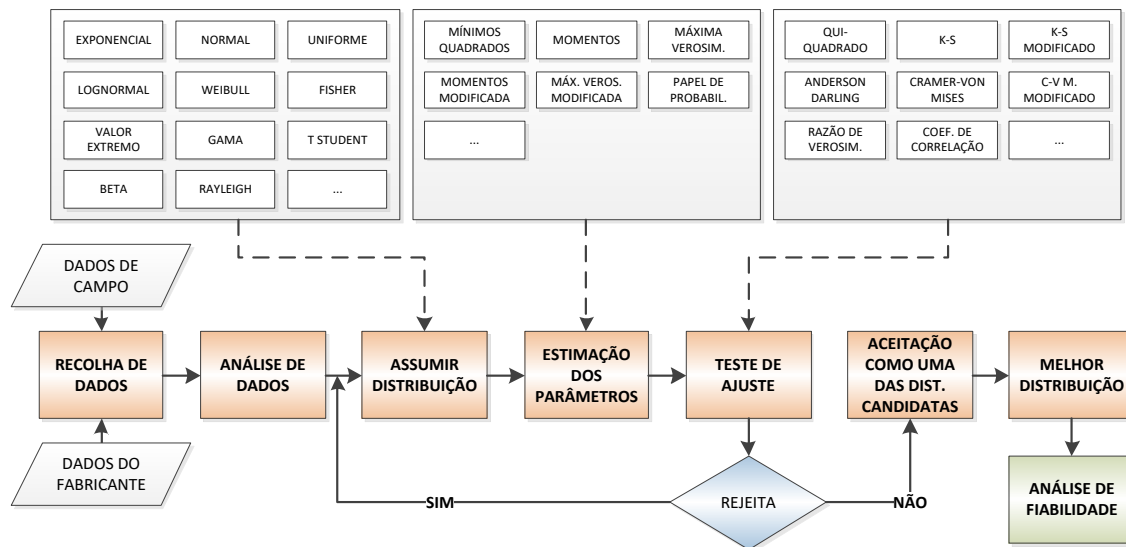 EXPONENCIAL
NORMAL
UNIFORME
LOGNORMAL
WEIBULL
FISHER
VALOR
EXTREMO
GAMA
T STUDENT
BETA
RAYLEIGH
...
MÍNIMOS
QUADRADOS
MOMENTOS
MÁXIMA
VEROSIM.
MOMENTOS
MODIFICADA
MÁX. VEROS.
MODIFICADA
PAPEL DE
PROBABIL.
...
QUI-
QUADRADO
K-S
K-S
MODIFICADO
ANDERSON
DARLING
CRAMER-VON
MISES
C-V M.
MODIFICADO
RAZÃO DE
VEROSIM.
COEF. DE
CORRELAÇÃO
...
DADOS DE
CAMPO
RECOLHA DE
DADOS
ANÁLISE DE
DADOS
ASSUMIR
DISTRIBUIÇÃO
ESTIMAÇÃO
DOS
PARÂMETROS
TESTE DE
AJUSTE
ACEITAÇÃO
COMO UMA
DAS DIST.
CANDIDATAS
MELHOR
DISTRIBUIÇÃO
DADOS DO
FABRICANTE
SIM
REJEITA
NÃO
ANÁLISE DE
FIABILIDADE